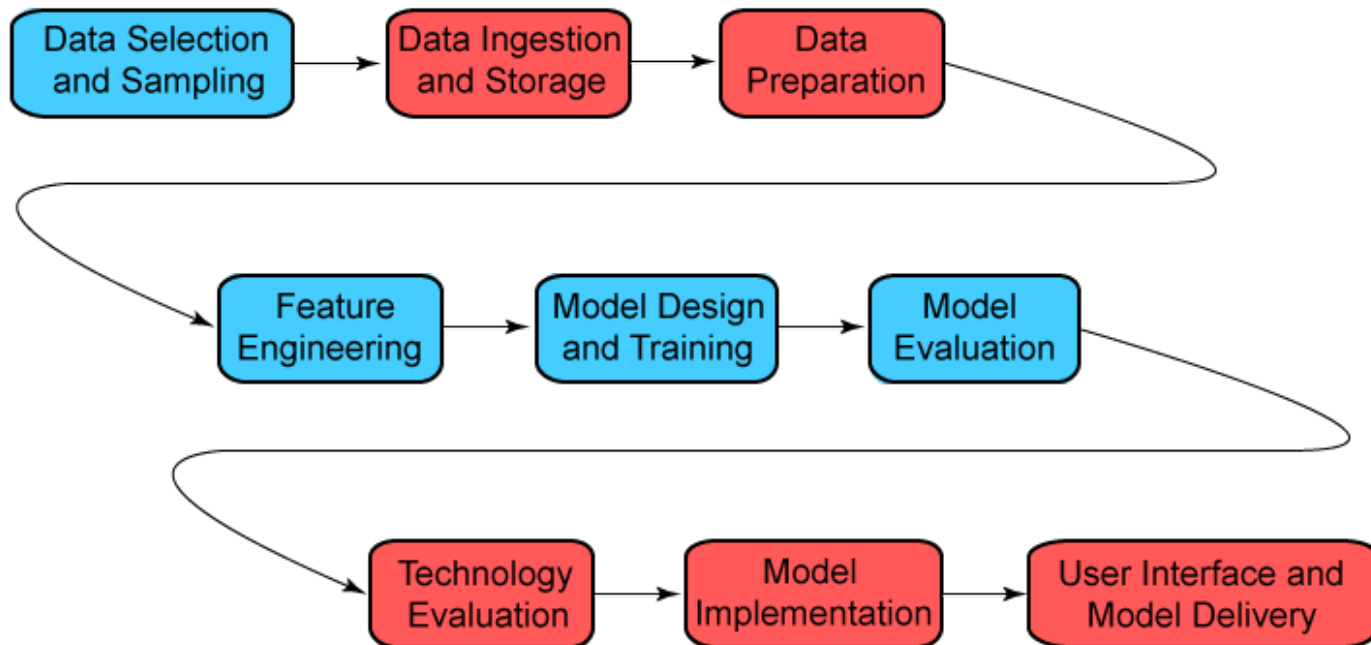 Data Selection
and Sampling
Data Ingestion
and Storage
Data
Preparation
Feature
Engineering
Model Design
and Training
Model
Evaluation
Technology
Evaluation
Model
Implementation
User Interface and
Model Delivery